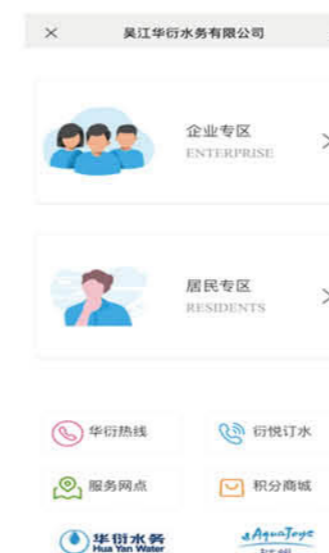 吴江华衍水务有限公司
企业专区
ENTERPRISE
居民专区
RESIDENTS
华衍热线
衍悦订水
服务网点
积分商城
华衍水务
Hua Yan Water
AquaToys